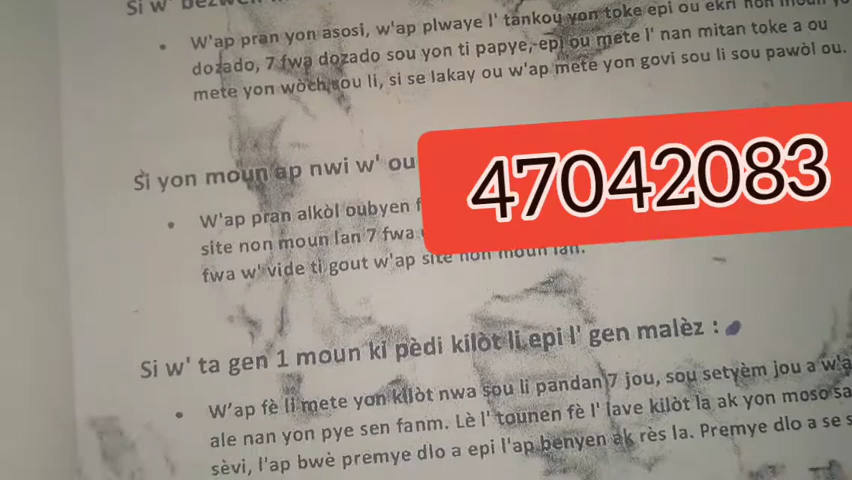 Si w' bezwen
• W'ap pran yon asosi, w'ap plwaye l' tankou yon toke epi ou ekri non moun yo
dozado, 7 fwa dozado sou yon ti papye, epi ou mete l' nan mitan toke a ou
mete yon wòch sou li, si se lakay ou w'ap mete yon govi sou li sou pawòl ou.
Si yon moun ap nwi w' ou
47042083
• W'ap pran alkòl oubyen
site non moun lan 7 fwa
fwa w' vide ti gout w'ap site non moun lan.
Si w' ta gen 1 moun ki pèdi kilòt li epi l' gen malèz :
• W'ap fè li mete yon kilòt nwa sou li pandan 7 jou, sou setyèm jou a w'a
ale nan yon pye sen fanm. Lè l' tounen fè l' lave kilòt la ak yon moso
sèvi, l'ap bwè premye dlo a epi l'ap benyen ak rès la. Premye dlo a se